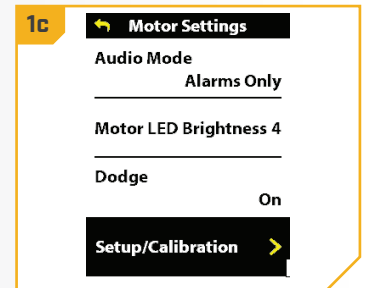 1c
Motor Settings
Audio Mode
Alarms Only
Motor LED Brightness 4
Dodge
On
Setup/Calibration